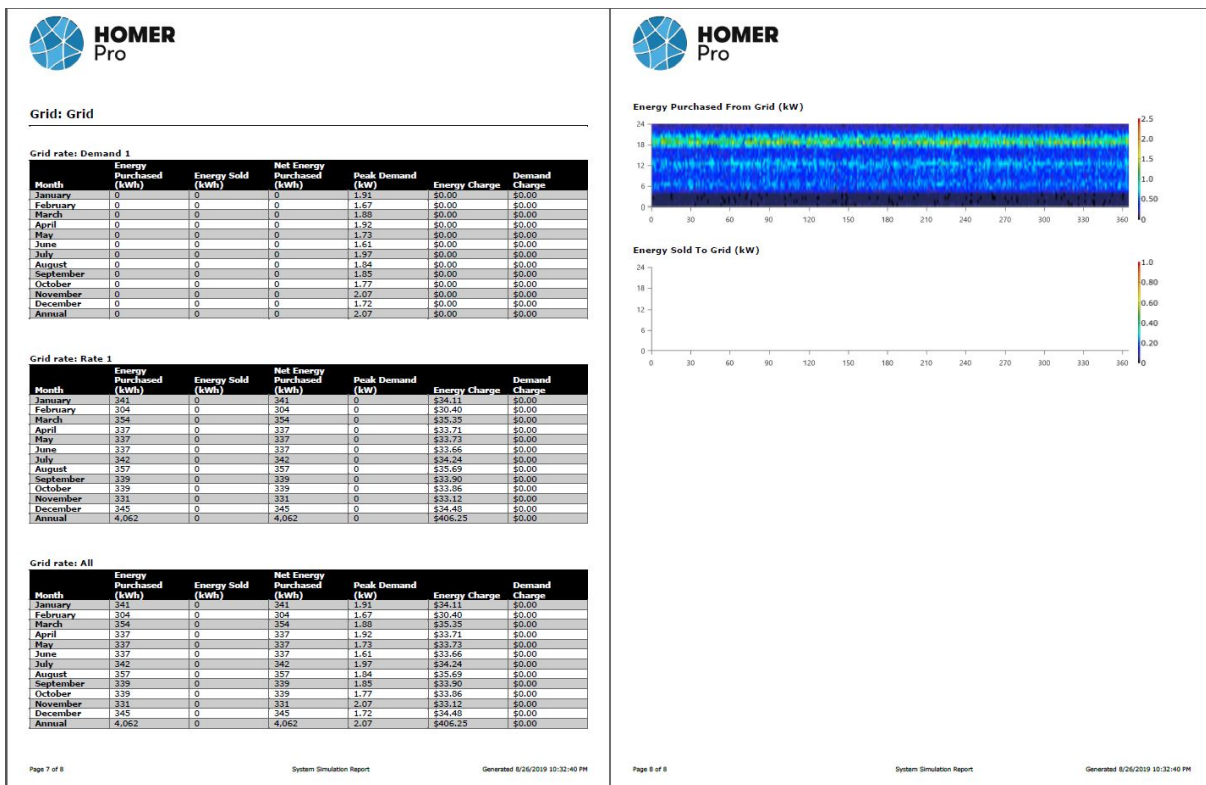 HOMER
Pro
Grid: Grid
Grid rate: Demand 1
Month Energy Purchased (kWh) Energy Sold (kWh) Net Energy Purchased (kWh) Peak Demand (kW) Energy Charge Demand Charge
January 0 0 0 1.91 $0.00 $0.00
February 0 0 0 1.67 $0.00 $0.00
March 0 0 0 1.88 $0.00 $0.00
April 0 0 0 1.92 $0.00 $0.00
May 0 0 0 1.73 $0.00 $0.00
June 0 0 0 1.61 $0.00 $0.00
July 0 0 0 1.97 $0.00 $0.00
August 0 0 0 1.84 $0.00 $0.00
September 0 0 0 1.85 $0.00 $0.00
October 0 0 0 1.77 $0.00 $0.00
November 0 0 0 2.07 $0.00 $0.00
December 0 0 0 1.72 $0.00 $0.00
Annual 0 0 0 2.07 $0.00 $0.00
Grid rate: Rate 1
Month Energy Purchased (kWh) Energy Sold (kWh) Net Energy Purchased (kWh) Peak Demand (kW) Energy Charge Demand Charge
January 341 0 341 0 $34.11 $0.00
February 304 0 304 0 $30.40 $0.00
March 354 0 354 0 $35.35 $0.00
April 337 0 337 0 $33.71 $0.00
May 337 0 337 0 $33.73 $0.00
June 337 0 337 0 $33.66 $0.00
July 342 0 342 0 $34.24 $0.00
August 357 0 357 0 $35.69 $0.00
September 339 0 339 0 $33.90 $0.00
October 339 0 339 0 $33.86 $0.00
November 331 0 331 0 $33.12 $0.00
December 345 0 345 0 $34.48 $0.00
Annual 4,062 0 4,062 0 $406.25 $0.00
Grid rate: All
Month Energy Purchased (kWh) Energy Sold (kWh) Net Energy Purchased (kWh) Peak Demand (kW) Energy Charge Demand Charge
January 341 0 341 1.91 $34.11 $0.00
February 304 0 304 1.67 $30.40 $0.00
March 354 0 354 1.88 $35.35 $0.00
April 337 0 337 1.92 $33.71 $0.00
May 337 0 337 1.73 $33.73 $0.00
June 337 0 337 1.61 $33.66 $0.00
July 342 0 342 1.97 $34.24 $0.00
August 357 0 357 1.84 $35.69 $0.00
September 339 0 339 1.85 $33.90 $0.00
October 339 0 339 1.77 $33.86 $0.00
November 331 0 331 2.07 $33.12 $0.00
December 345 0 345 1.72 $34.48 $0.00
Annual 4,062 0 4,062 2.07 $406.25 $0.00
Page 7 of 8 System Simulation Report Generated 8/26/2019 10:32:40 PM
HOMER
Pro
Energy Purchased From Grid (kW)
24
18
12
6
0
0 30 60 90 120 150 180 210 240 270 300 330 360
2.5
2.0
1.5
1.0
0.50
0
Energy Sold To Grid (kW)
24
18
12
6
0
0 30 60 90 120 150 180 210 240 270 300 330 360
1.0
0.80
0.60
0.40
0.20
0
Page 8 of 8 System Simulation Report Generated 8/26/2019 10:32:40 PM